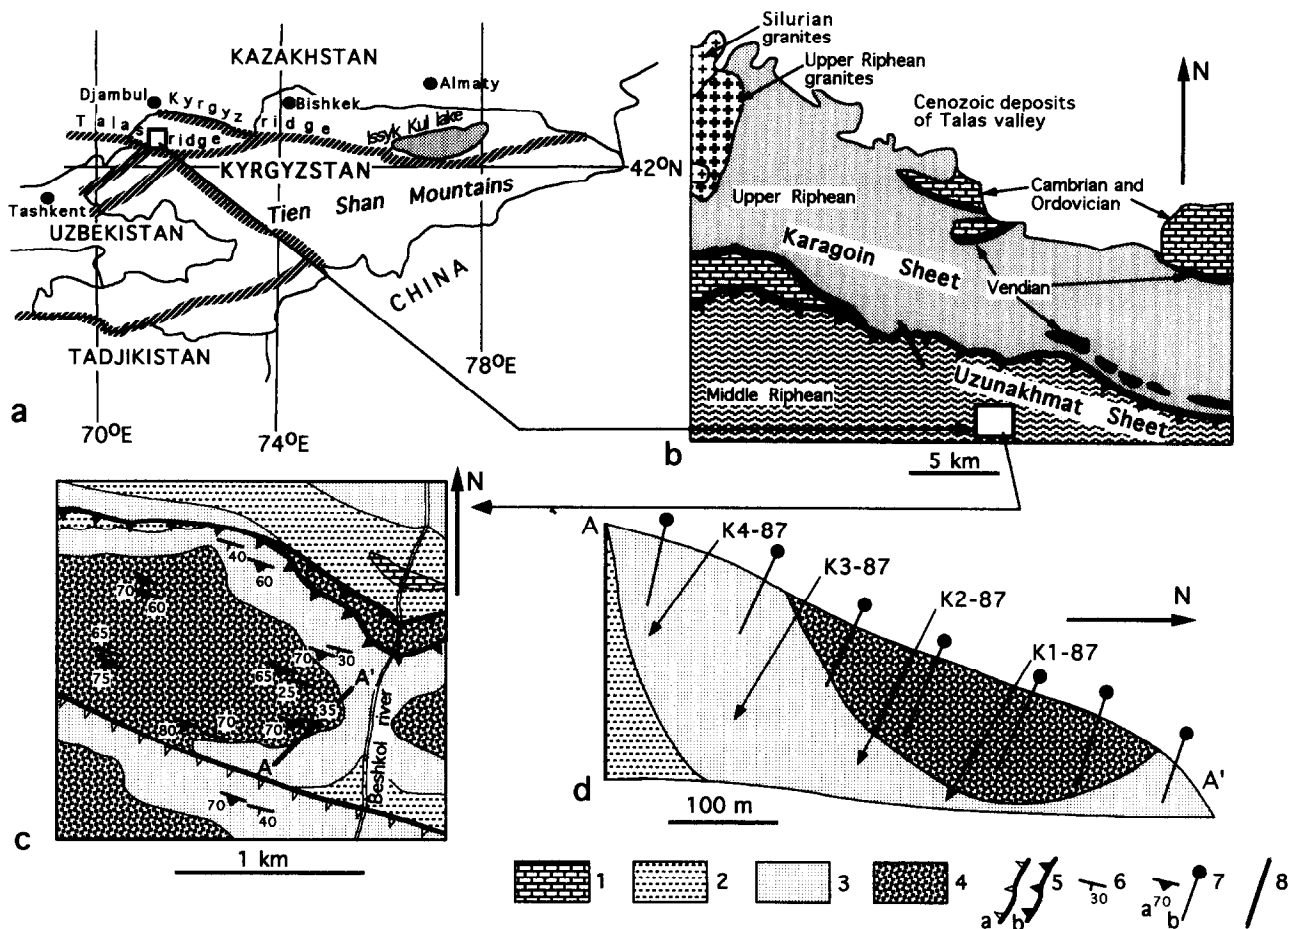 KAZAKHSTAN
Almaty
Djambul
Bishkek
Kyrgyz ridge
Talas ridge
Issyk Kul lake
KYRGYZSTAN
42ºN
Tien Shan Mountains
Tashkent
UZBEKISTAN
CHINA
TADJIKISTAN
78ºE
70ºE
74ºE
a
Silurian
granites
Upper Riphean
granites
N
Cenozoic deposits
of Talas valley
Cambrian and
Ordovician
Upper Riphean
Karagoin Sheet
Vendian
Uzunakhmat Sheet
Middle Riphean
b
5 km
N
40
60
70
60
65
75
70
30
65
25
A'
35
70
70
80
A
70
40
Beshkol river
c
1 km
A
K4-87
K3-87
K2-87
K1-87
N
A'
d
100 m
1
2
3
4
a b 5
30 6
a 70 b 7
8